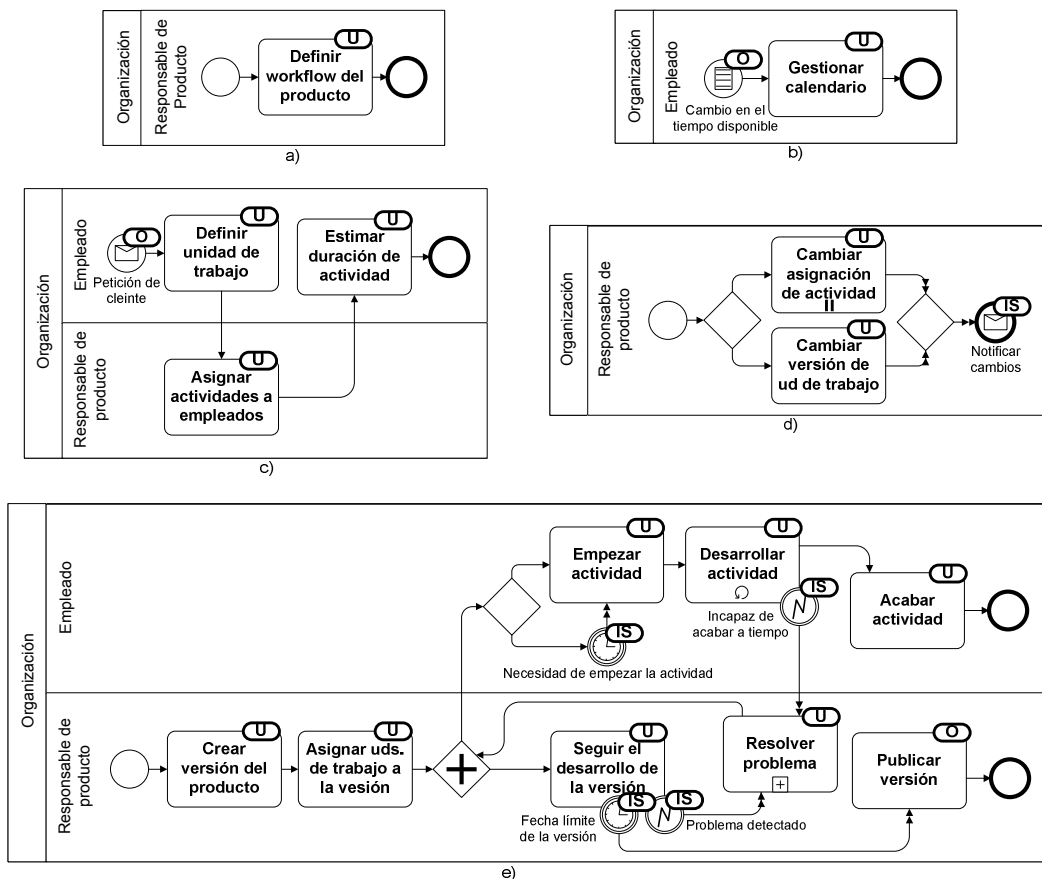 Organización
Responsable de
Producto
U
Definir
workflow del
producto
a)
Organización
Empleado
O
Cambio en el
tiempo disponible
U
Gestionar
calendario
b)
Organización
Empleado
O
Petición de
cleinte
U
Definir
unidad de
trabajo
U
Estimar
duración de
actividad
Responsable de
producto
U
Asignar
actividades a
empleados
c)
Organización
Responsable de
producto
U
Cambiar
asignación
de actividad
U
Cambiar
versión de
ud de trabajo
IS
Notificar
cambios
d)
Organización
Empleado
U
Empezar
actividad
IS
Necesidad de empezar la actividad
U
Desarrollar
actividad
IS
Incapaz de
acabar a tiempo
U
Acabar
actividad
Responsable de
producto
U
Crear
versión del
producto
U
Asignar uds.
de trabajo a
la vesión
U
Seguir el
desarrollo de
la versión
IS
Fecha límite
de la versión
IS
Problema detectado
U
Resolver
problema
O
Publicar
versión
e)